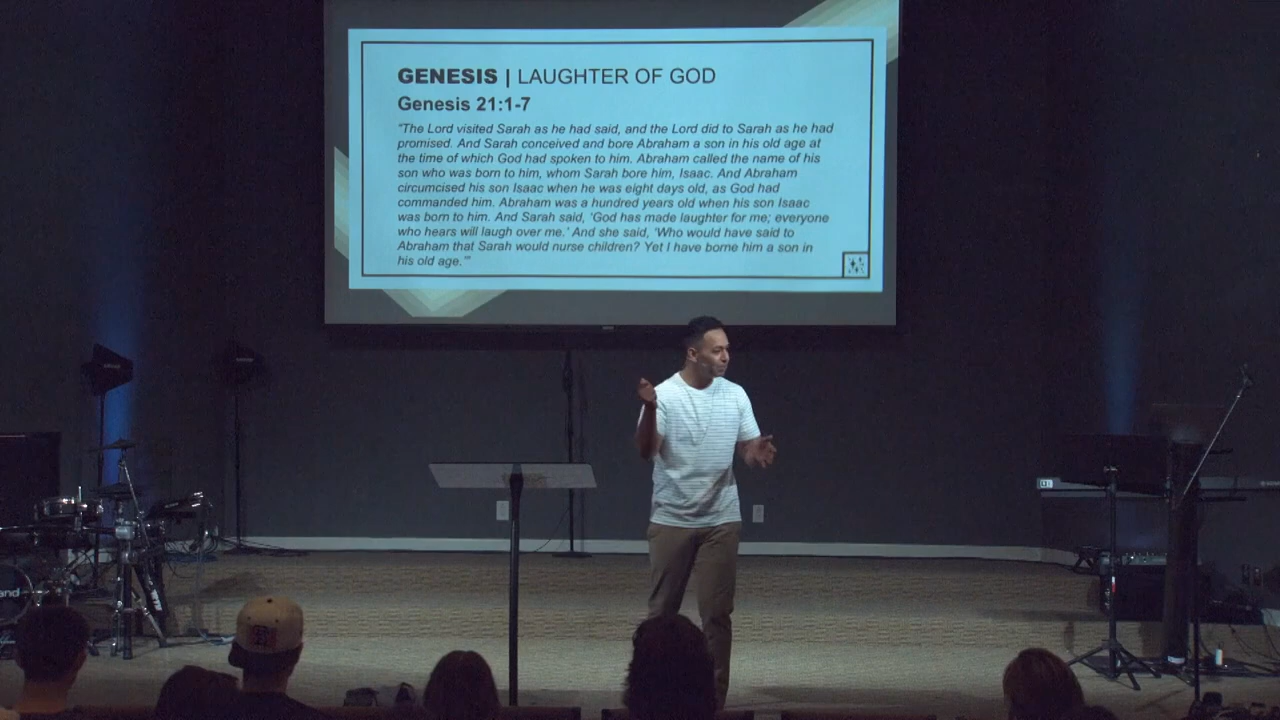 GENESIS | LAUGHTER OF GOD
Genesis 21:1-7
"The Lord visited Sarah as he had said, and the Lord did to Sarah as he had
promised. And Sarah conceived and bore Abraham a son in his old age at
the time of which God had spoken to him. Abraham called the name of his
son who was born to him, whom Sarah bore him, Isaac. And Abraham
circumcised his son Isaac when he was eight days old, as God had
commanded him. Abraham was a hundred years old when his son Isaac
was born to him. And Sarah said, 'God has made laughter for me; everyone
who hears will laugh over me.' And she said, 'Who would have said to
Abraham that Sarah would nurse children? Yet I have borne him a son in
his old age.'"